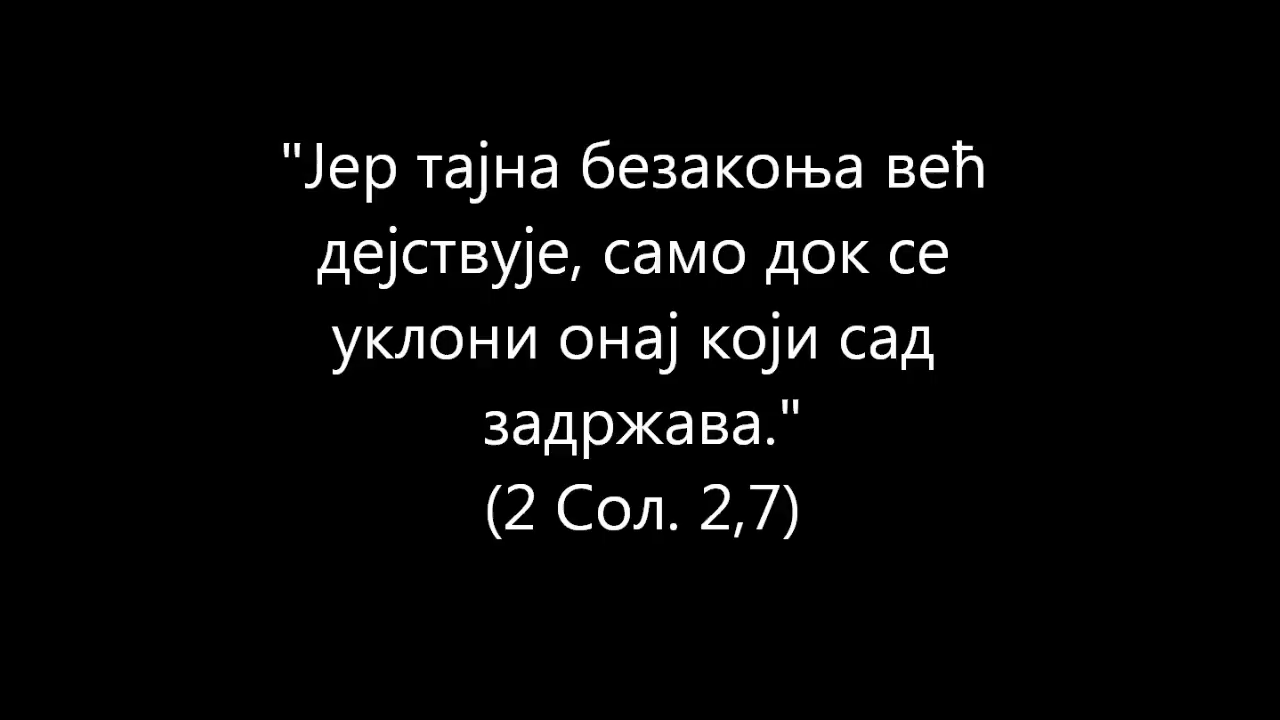 "Јер тајна безакоња већ
дејствује, само док се
уклони онај који сад
задржава."
(2 Сол. 2,7)